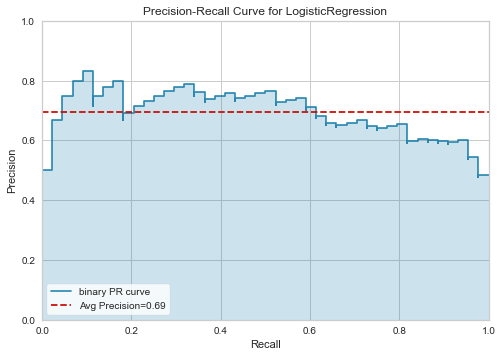 Precision-Recall Curve for LogisticRegression
1.0
0.8
0.6
0.4
0.2
0.0
Precision
binary PR curve
Avg Precision=0.69
0.0 0.2 0.4 0.6 0.8 1.0
Recall